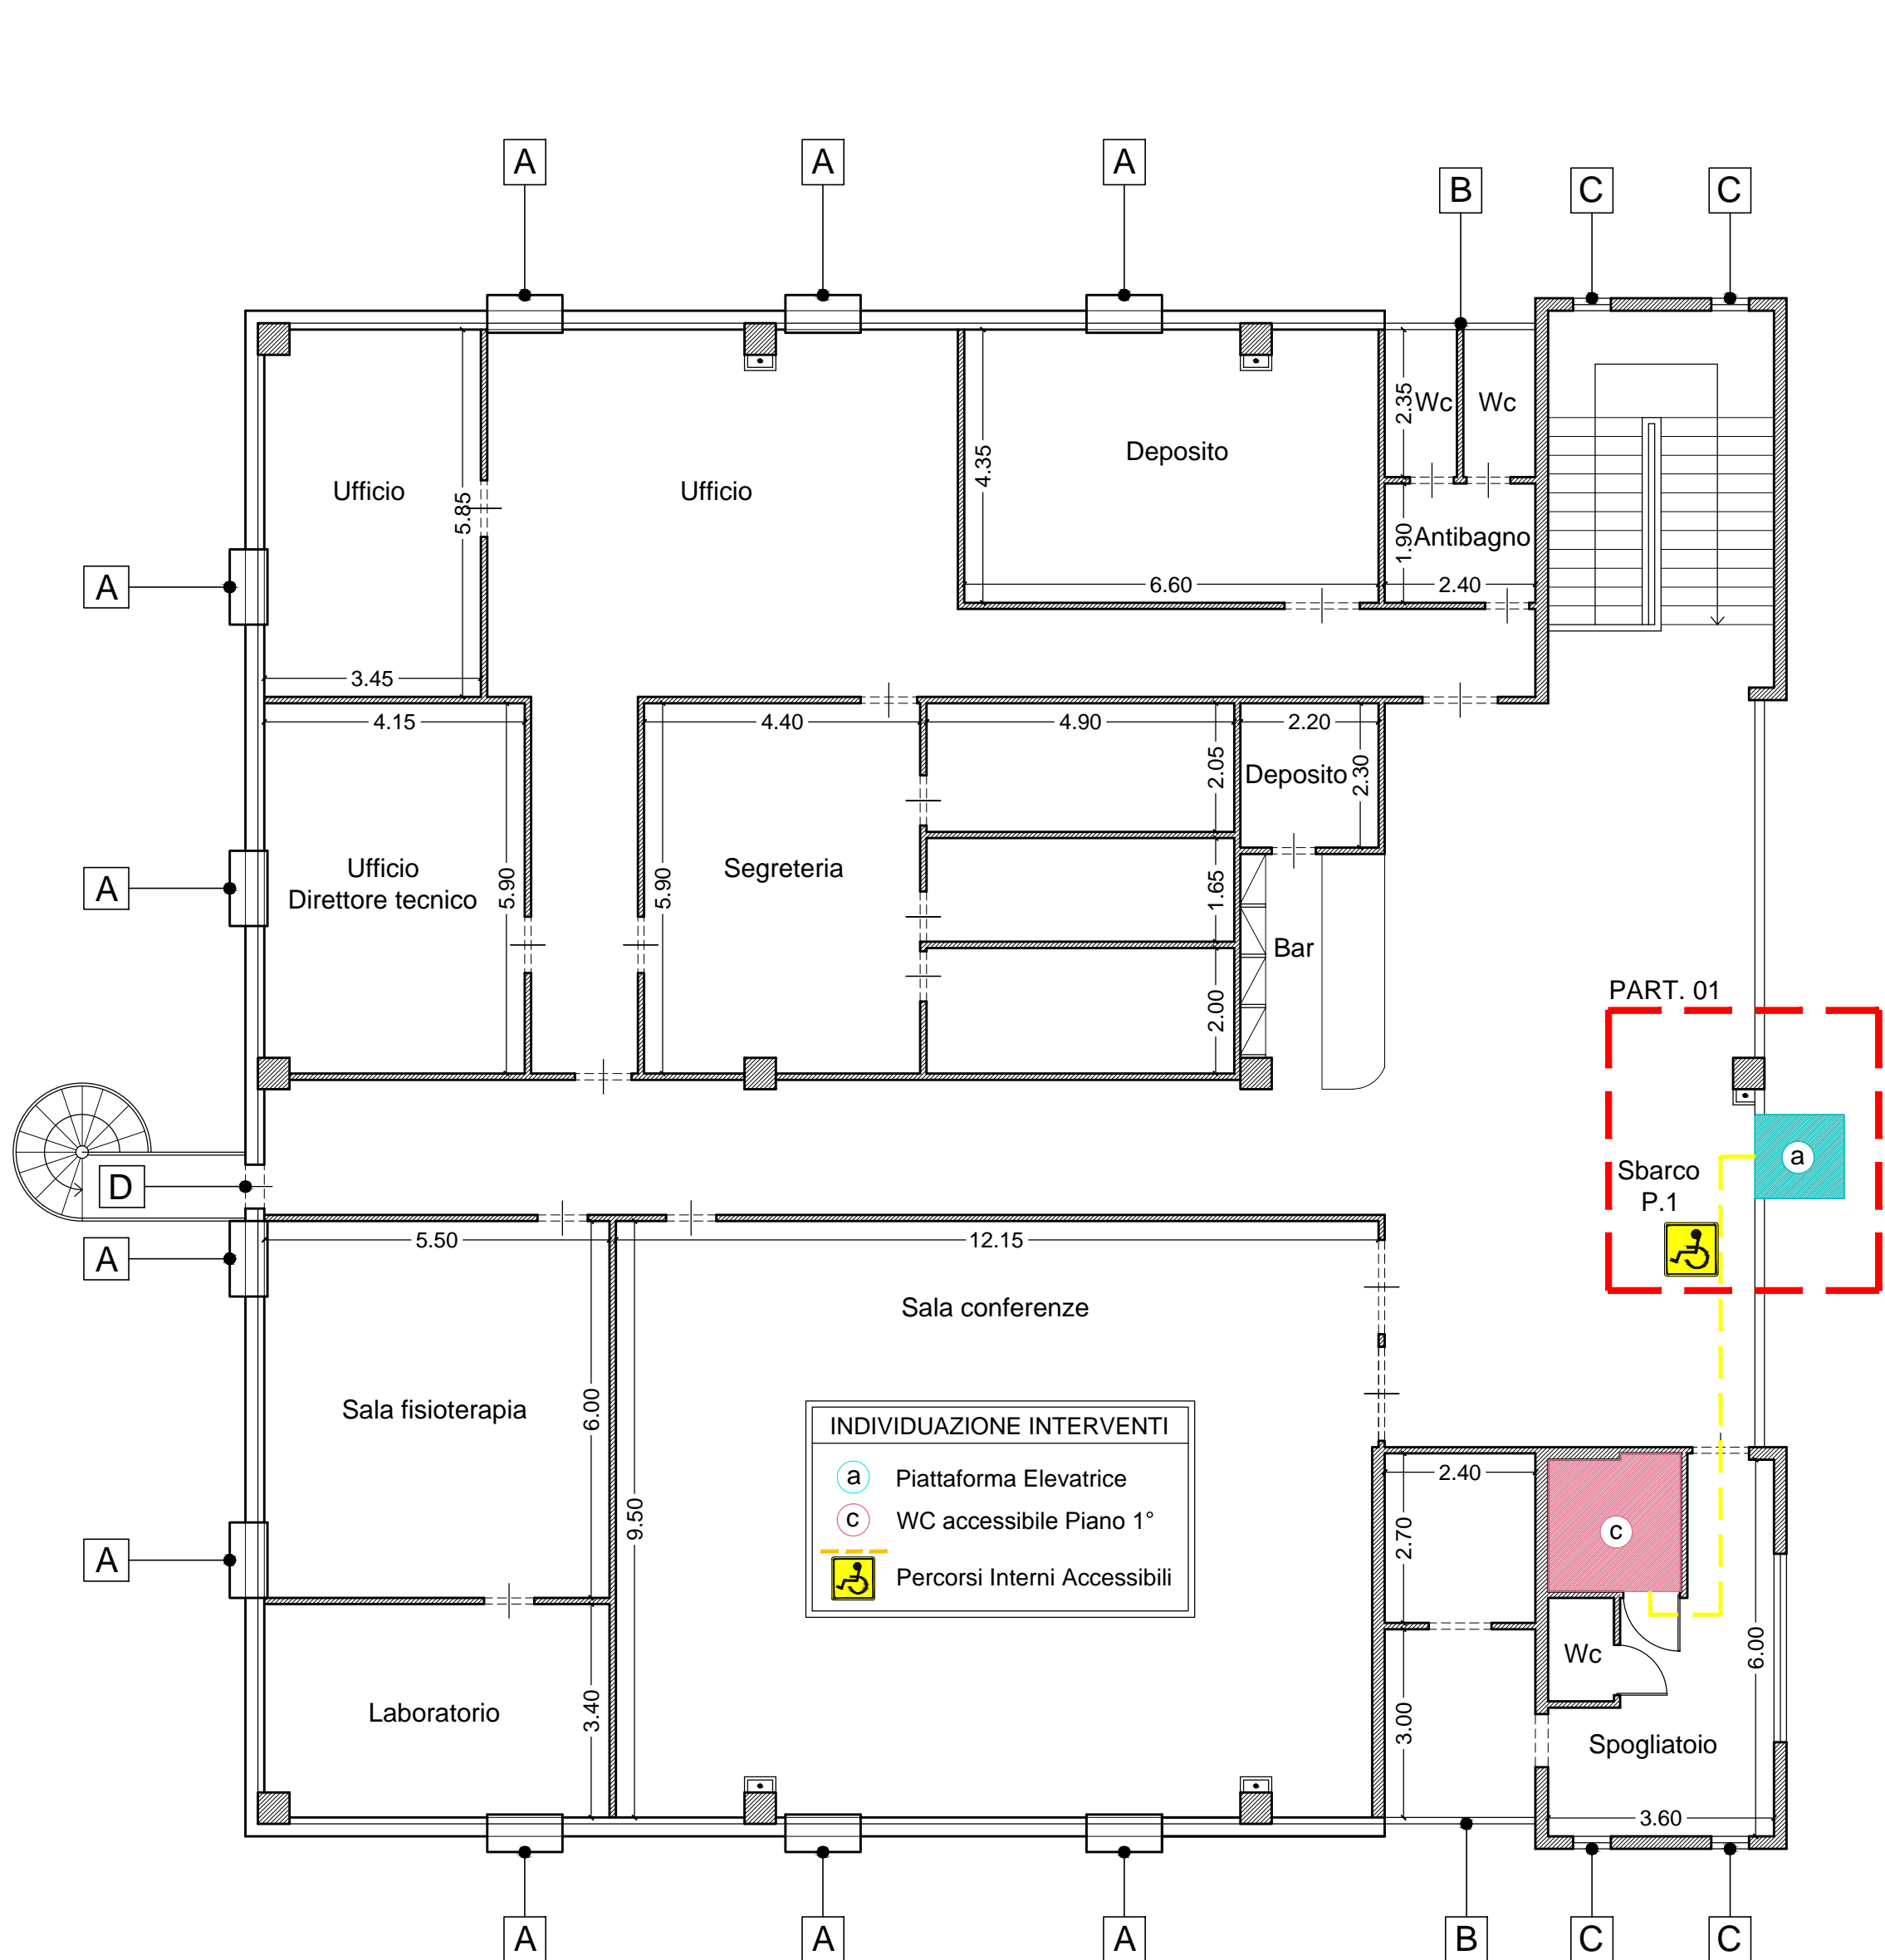 A A A
B C C
Wc Wc
2.35
Deposito
4.35
Ufficio Ufficio
5.85
1.90
Antibagno
A
6.60 2.40
3.45
4.15 4.40 4.90 2.20
2.05
Deposito
2.30
Ufficio
Direttore tecnico
Segreteria
A
5.90
5.90
1.65
Bar
PART. 01
2.00
a
Sbarco
P.1
D
A
5.50 12.15
Sala conferenze
Sala fisioterapia
6.00
INDIVIDUAZIONE INTERVENTI
a Piattaforma Elevatrice
c WC accessibile Piano 1°
Percorsi Interni Accessibili
2.40
9.50
2.70
c
A
Wc
6.00
Laboratorio
3.40
3.00
Spogliatoio
3.60
A A A B C C